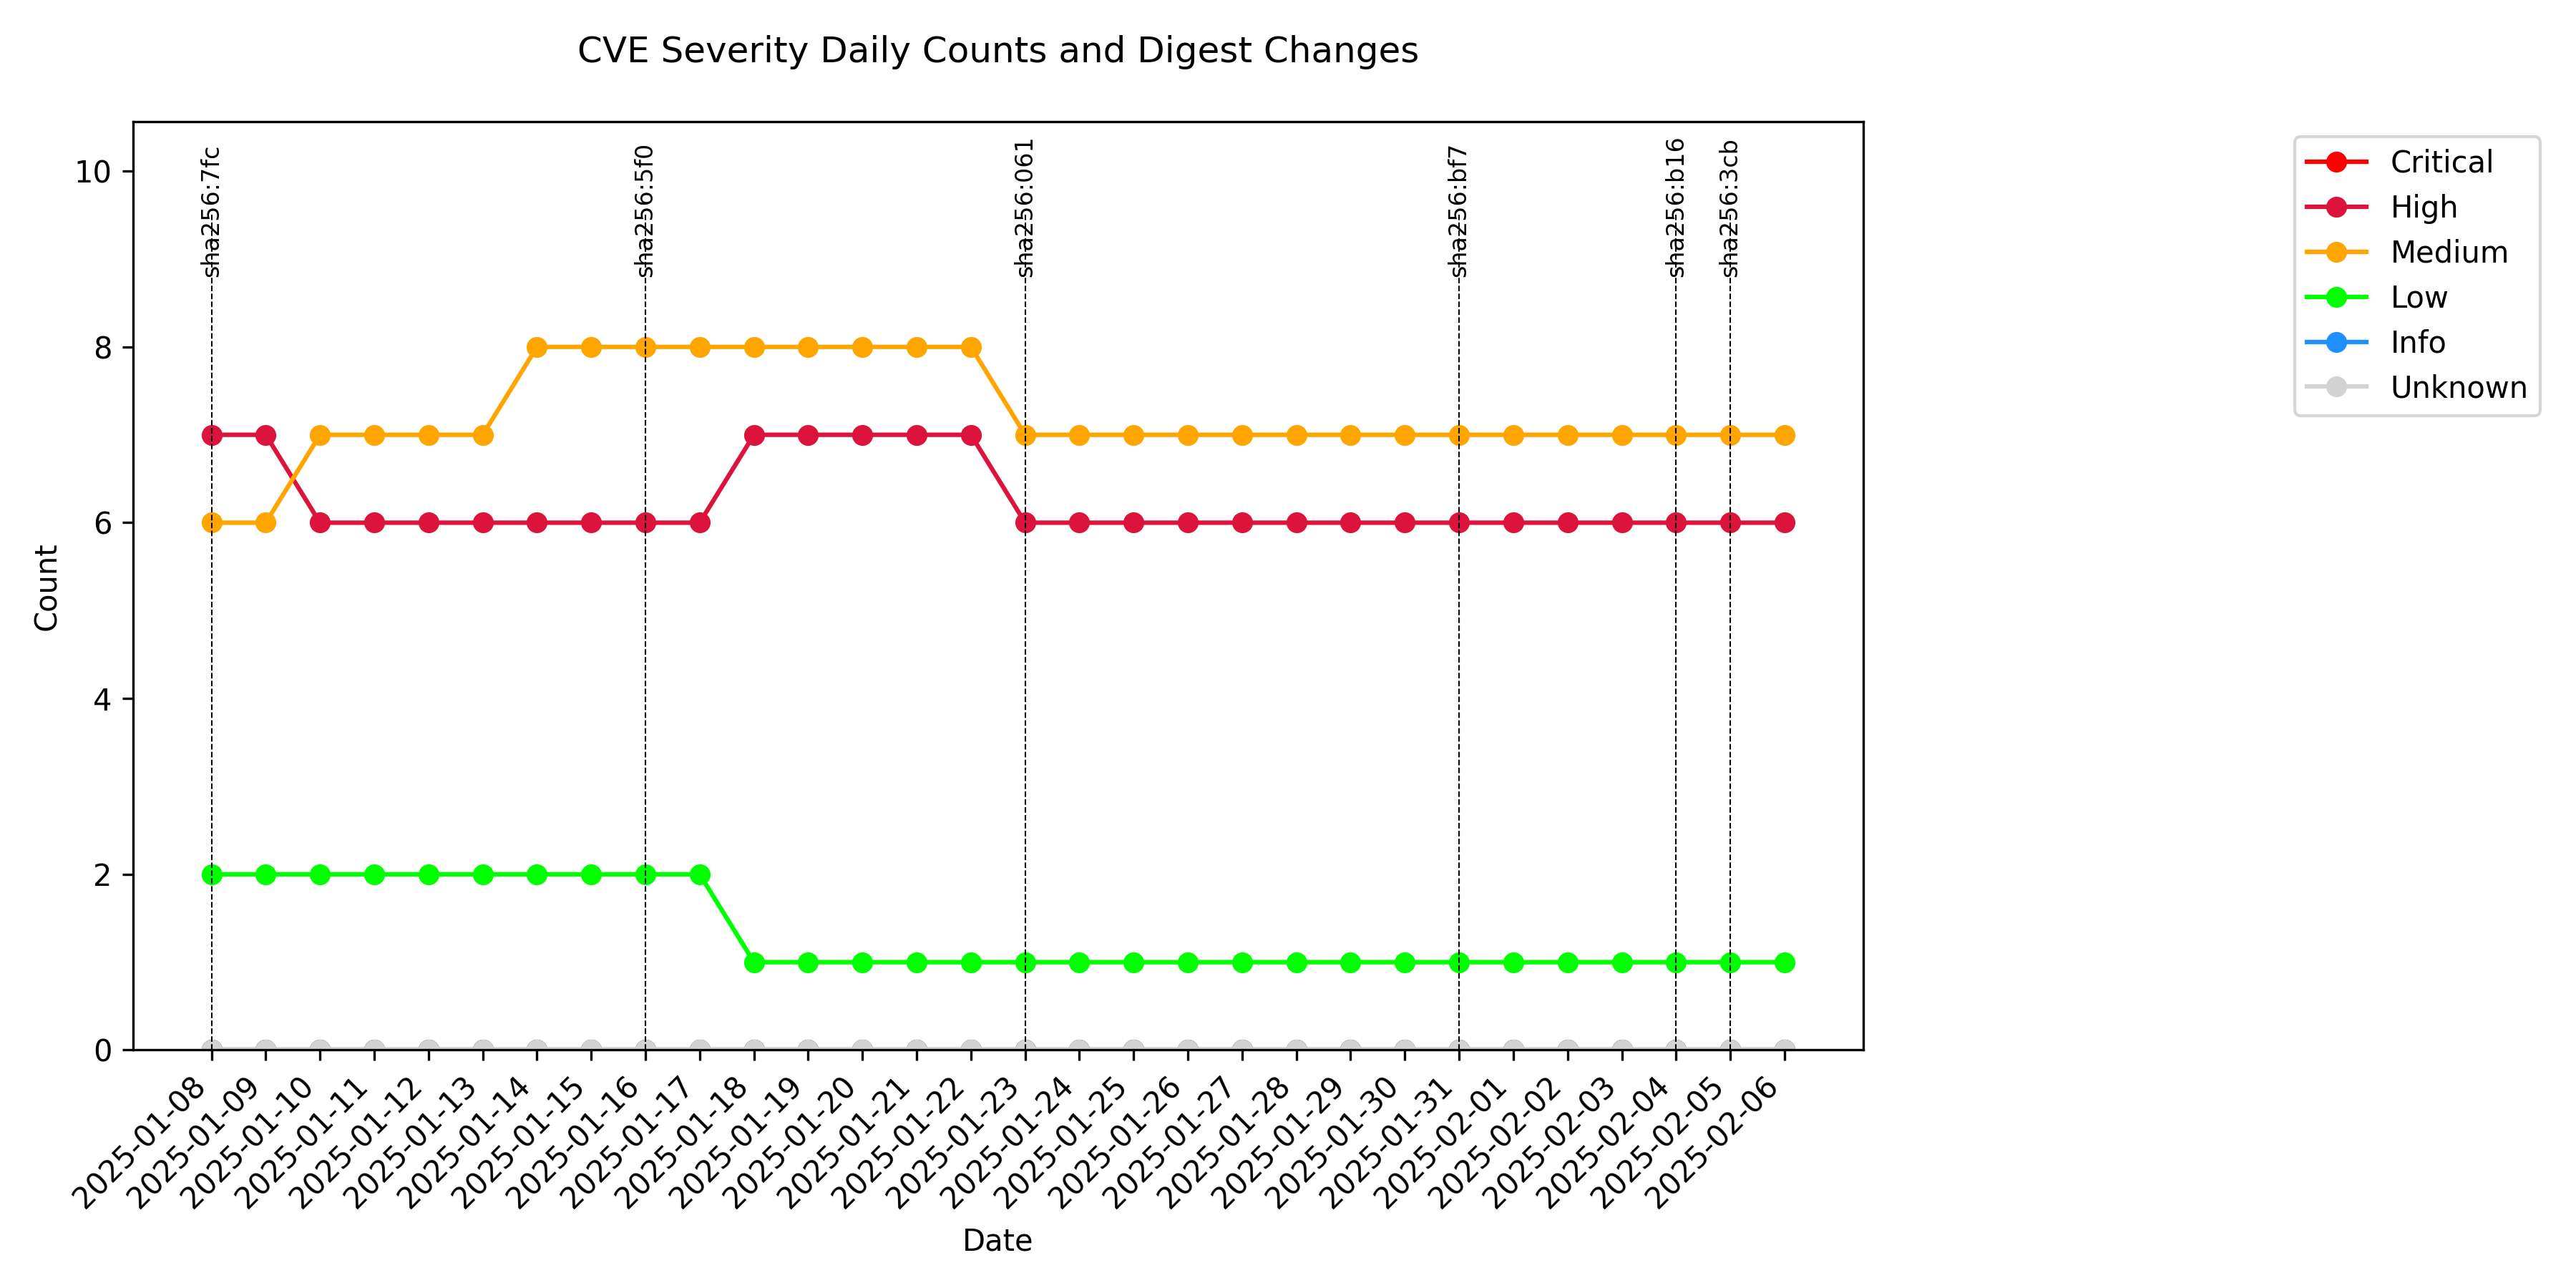 CVE Severity Daily Counts and Digest Changes
10
8
6
4
2
0
Count
sha256:7fc
sha256:5f0
sha256:061
sha256:bf7
sha256:b16
sha256:3cb
Critical
High
Medium
Low
Info
Unknown
2025-01-08
2025-01-09
2025-01-10
2025-01-11
2025-01-12
2025-01-13
2025-01-14
2025-01-15
2025-01-16
2025-01-17
2025-01-18
2025-01-19
2025-01-20
2025-01-21
2025-01-22
2025-01-23
2025-01-24
2025-01-25
2025-01-26
2025-01-27
2025-01-28
2025-01-29
2025-01-30
2025-01-31
2025-02-01
2025-02-02
2025-02-03
2025-02-04
2025-02-05
2025-02-06
Date